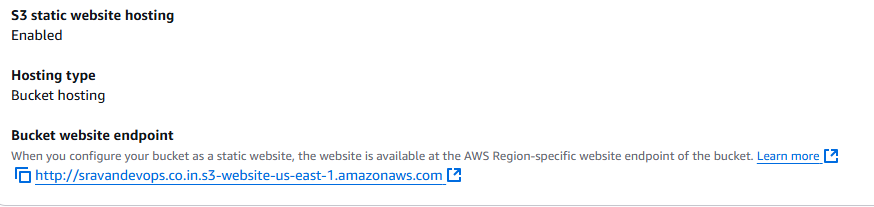 S3 static website hosting
Enabled
Hosting type
Bucket hosting
Bucket website endpoint
When you configure your bucket as a static website, the website is available at the AWS Region-specific website endpoint of the bucket. Learn more
http://sravandevops.co.in.s3-website-us-east-1.amazonaws.com